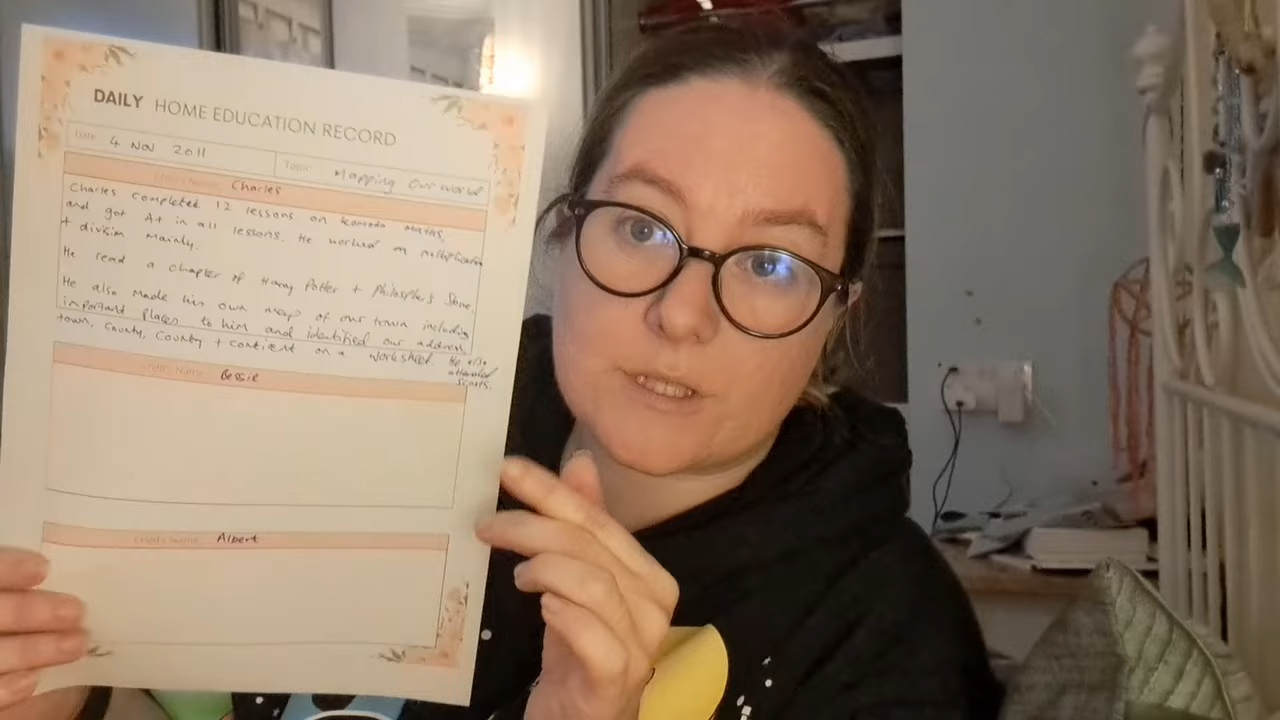 DAILY HOME EDUCATION RECORD
Date: 4 Nov 2011
Topic: Mapping Our World
Child's Name: Charles
Charles completed 12 lessons on Komodo Maths
and got A+ in all lessons. He worked on multiplication
+ division mainly.
He read a chapter of Harry Potter + Philosopher's Stone.
He also made his own map of our town including
important places to him and identified our address,
town, county, country + continent on a worksheet. He also
attended
scouts.
Child's Name: Bessie
Child's Name: Albert